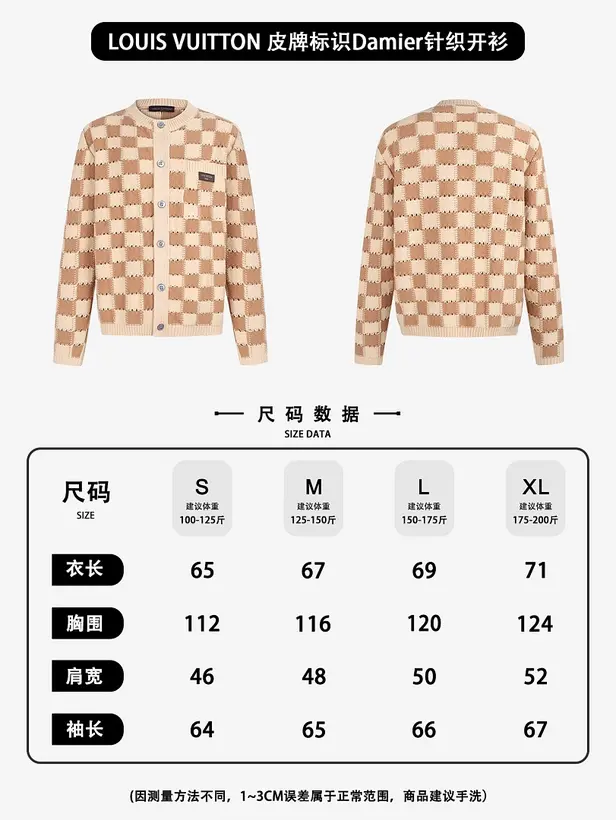 LOUIS VUITTON 皮牌标识Damier针织开衫
尺码数据
SIZE DATA
尺码
SIZE
S
建议体重
100-125斤
M
建议体重
125-150斤
L
建议体重
150-175斤
XL
建议体重
175-200斤
衣长 65 67 69 71
胸围 112 116 120 124
肩宽 46 48 50 52
袖长 64 65 66 67
(因测量方法不同，1~3CM误差属于正常范围，商品建议手洗)